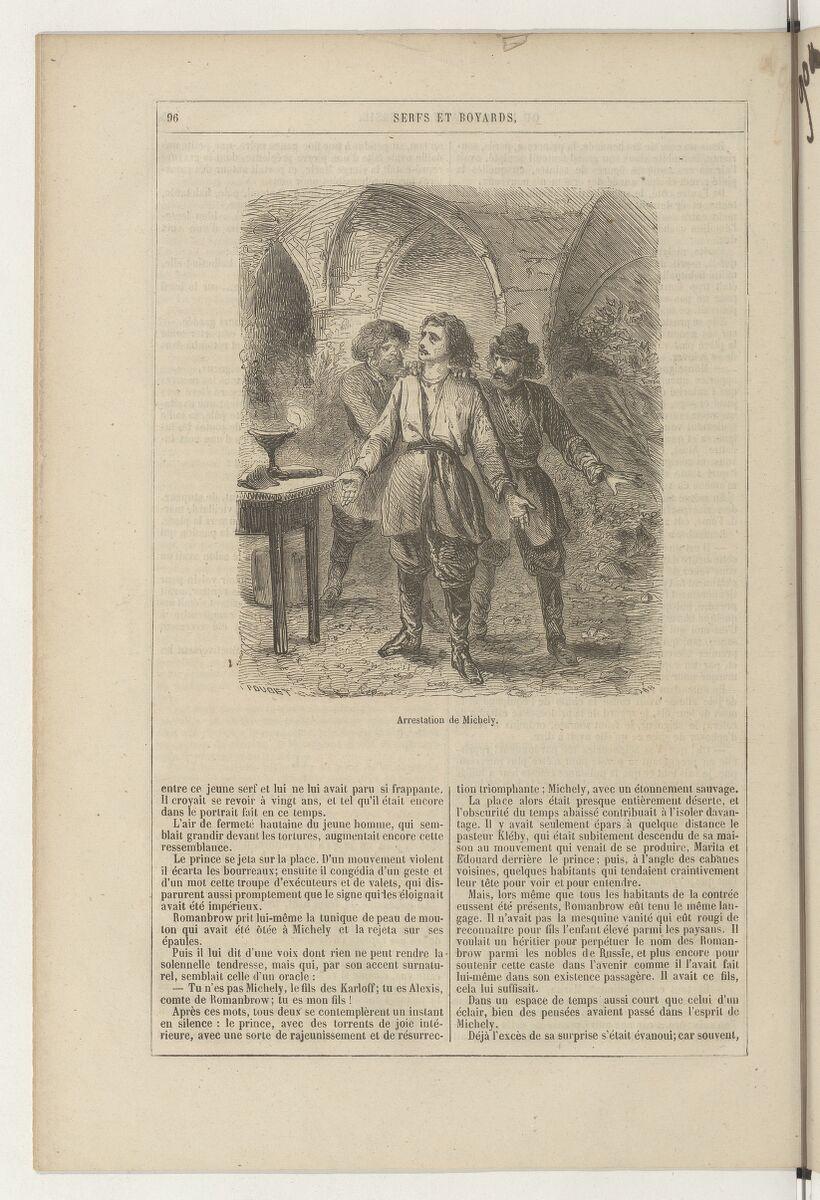 96
SERFS ET BOYARDS,
POUGET
Arrestation de Michely.
entre ce jeune serf et lui ne lui avait paru si frappante.
Il croyait se revoir à vingt ans, et tel qu'il était encore
dans le portrait fait en ce temps.
L'air de fermeté hautaine du jeune homme, qui sem-
blait grandir devant les tortures, augmentait encore cette
ressemblance.
Le prince se jeta sur la place. D'un mouvement violent
il écarta les bourreaux; ensuite il congédia d'un geste et
d'un mot cette troupe d'exécuteurs et de valets, qui dis-
parurent aussi promptement que le signe qui les éloignait
avait été impérieux.
Romanbrow prit lui-même la tunique de peau de mou-
ton qui avait été ôtée à Michely et la rejeta sur ses
épaules.
Puis il lui dit d'une voix dont rien ne peut rendre la
solennelle tendresse, mais qui, par son accent surnatu-
rel, semblait celle d'un oracle :
— Tu n'es pas Michely, le fils des Karloff; tu es Alexis,
comte de Romanbrow; tu es mon fils !
Après ces mots, tous deux se contemplèrent un instant
en silence : le prince, avec des torrents de joie inté-
rieure, avec une sorte de rajeunissement et de résurrec-
tion triomphante; Michely, avec un étonnement sauvage.
La place alors était presque entièrement déserte, et
l'obscurité du temps abaissé contribuait à l'isoler davan-
tage. Il y avait seulement épars à quelque distance le
pasteur Kléby, qui était subitement descendu de sa mai-
son au mouvement qui venait de se produire, Marita et
Edouard derrière le prince; puis, à l'angle des cabanes
voisines, quelques habitants qui tendaient craintivement
leur tête pour voir et pour entendre.
Mais, lors même que tous les habitants de la contrée
eussent été présents, Romanbrow eût tenu le même lan-
gage. Il n'avait pas la mesquine vanité qui eût rougi de
reconnaître pour fils l'enfant élevé parmi les paysans. Il
voulait un héritier pour perpétuer le nom des Roman-
brow parmi les nobles de Russie, et plus encore pour
soutenir cette caste dans l'avenir comme il l'avait fait
lui-même dans son existence passagère. Il avait ce fils,
cela lui suffisait.
Dans un espace de temps aussi court que celui d'un
éclair, bien des pensées avaient passé dans l'esprit de
Michely.
Déjà l'excès de sa surprise s'était évanoui; car souvent,